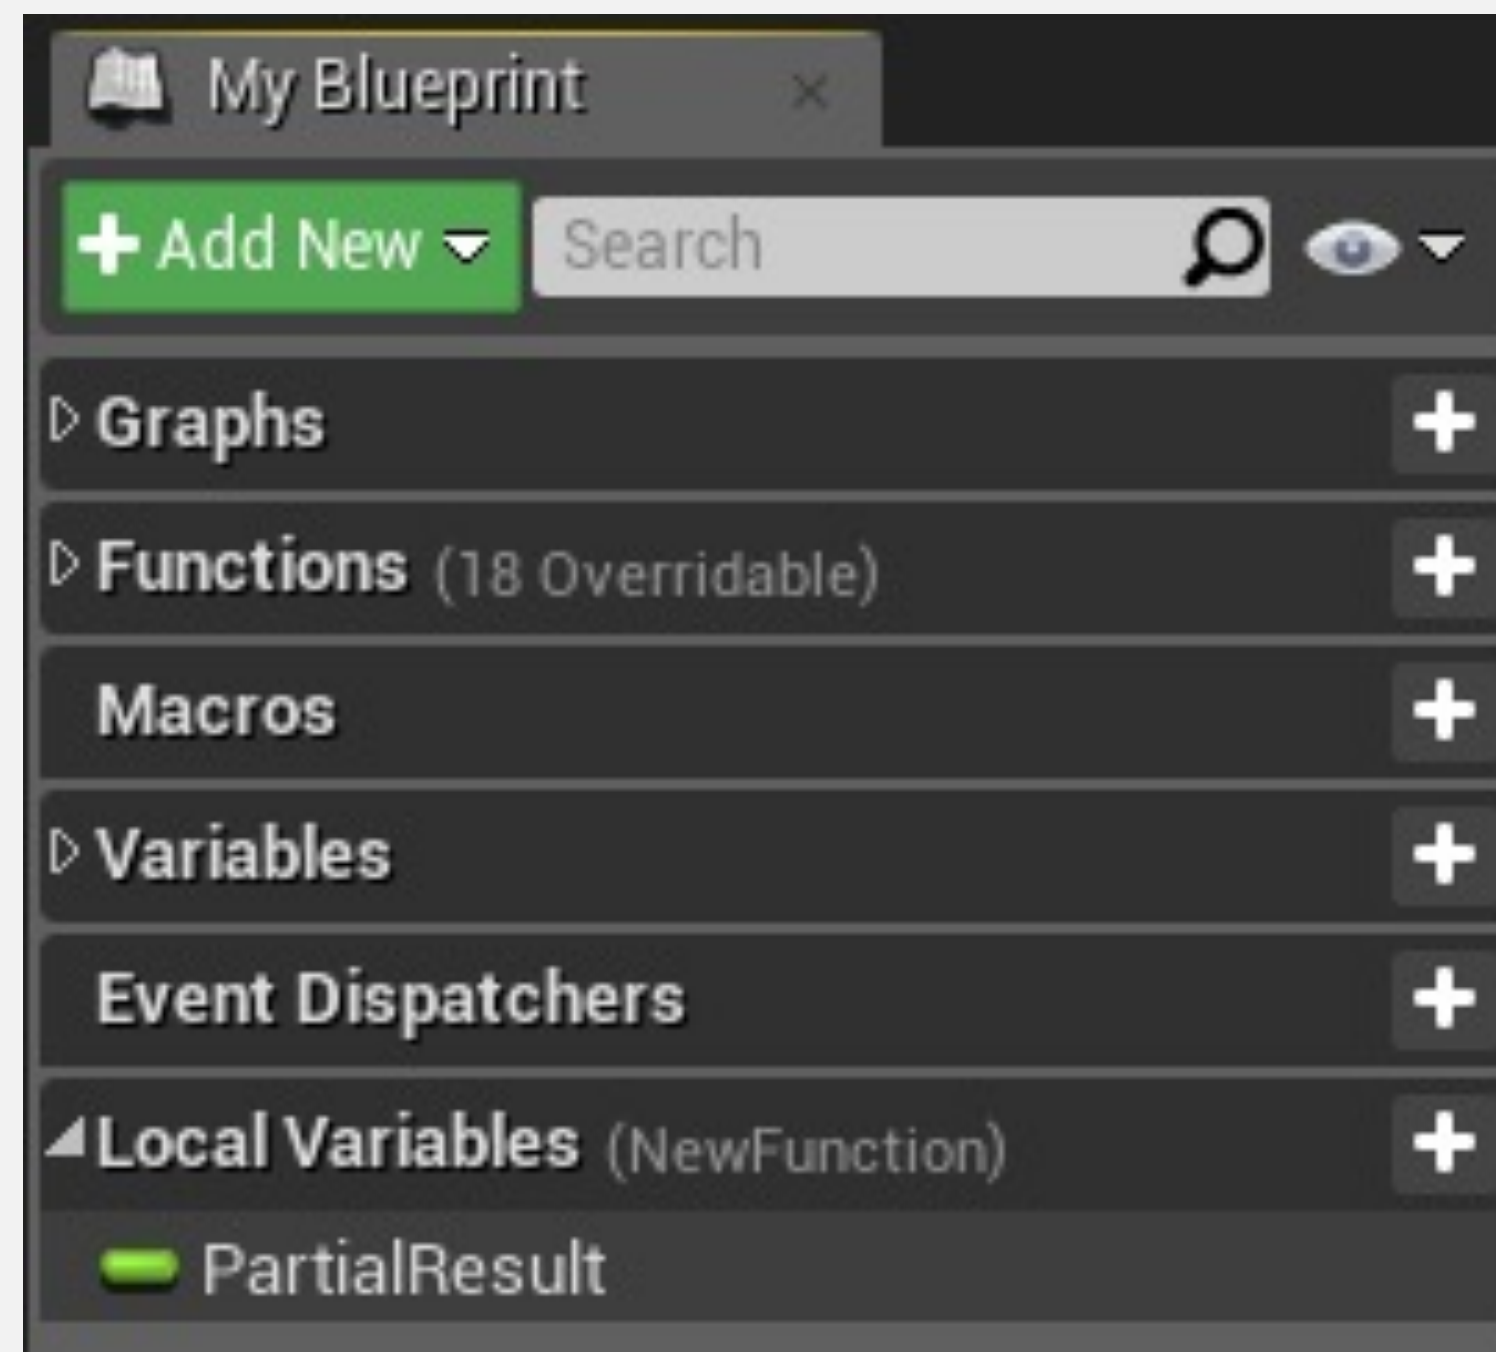 My Blueprint
Add New
Search
Graphs
Functions (18 Overridable)
Macros
Variables
Event Dispatchers
Local Variables (NewFunction)
PartialResult